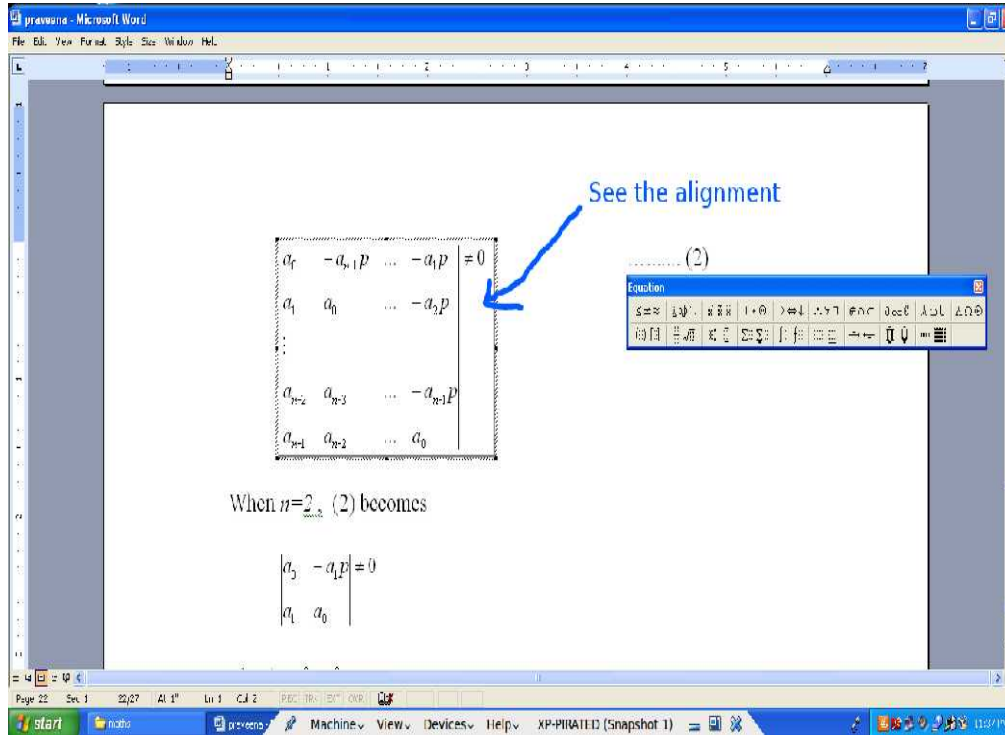 praveena - Microsoft Word
File Edit View Format Style Size Window Help
See the alignment
a₀ −aₙ₋₁p ... −a₁p ≠ 0
.......... (2)
Equation
a₁ a₀ ... −a₂p
⋮
aₙ₋₂ aₙ₋₃ ... −aₙ₋₁p
aₙ₋₁ aₙ₋₂ ... a₀
When n=2 , (2) becomes
a₀ −a₁p ≠ 0
a₁ a₀
Page 22 Sec 1 22/27 At 1" Ln 1 Col 2 REC TRK EXT OVR
start maths praveena - Machine View Devices Help XP-PIRATED (Snapshot 1)